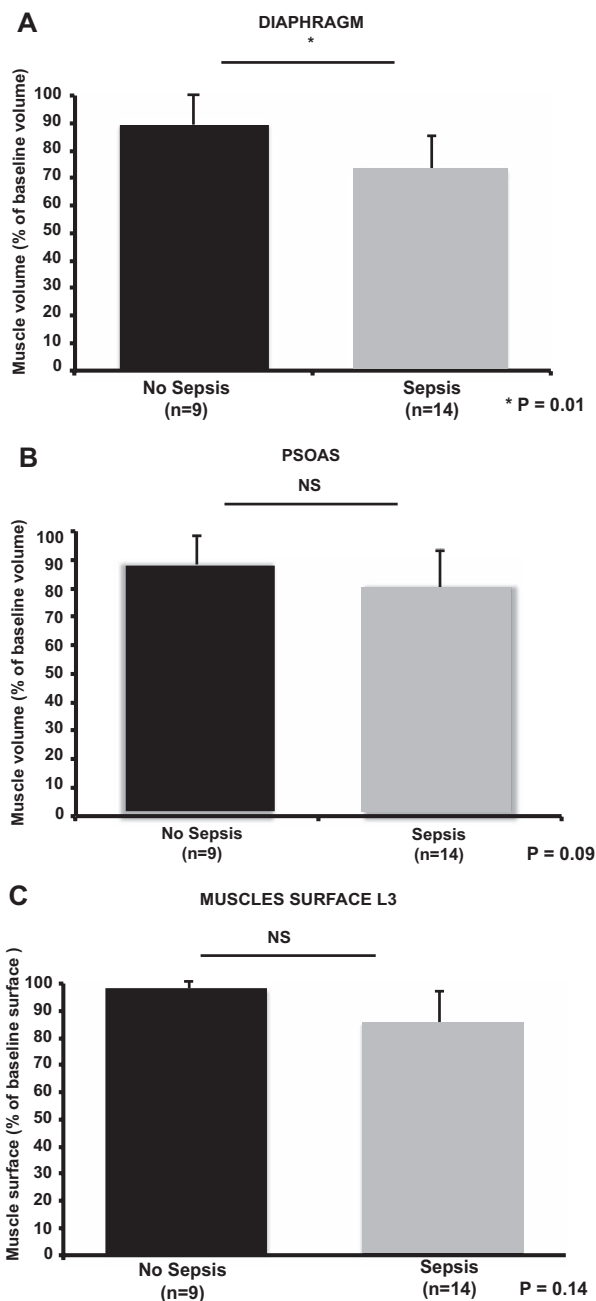 A
DIAPHRAGM
*
Muscle volume (% of baseline volume)
100
90
80
70
60
50
40
30
20
10
0
No Sepsis
(n=9)
Sepsis
(n=14)
* P = 0.01
B
PSOAS
NS
Muscle volume (% of baseline volume)
100
90
80
70
60
50
40
30
20
10
0
No Sepsis
(n=9)
Sepsis
(n=14)
P = 0.09
C
MUSCLES SURFACE L3
NS
Muscle surface (% of baseline surface )
100
90
80
70
60
50
40
30
20
10
0
No Sepsis
(n=9)
Sepsis
(n=14)
P = 0.14